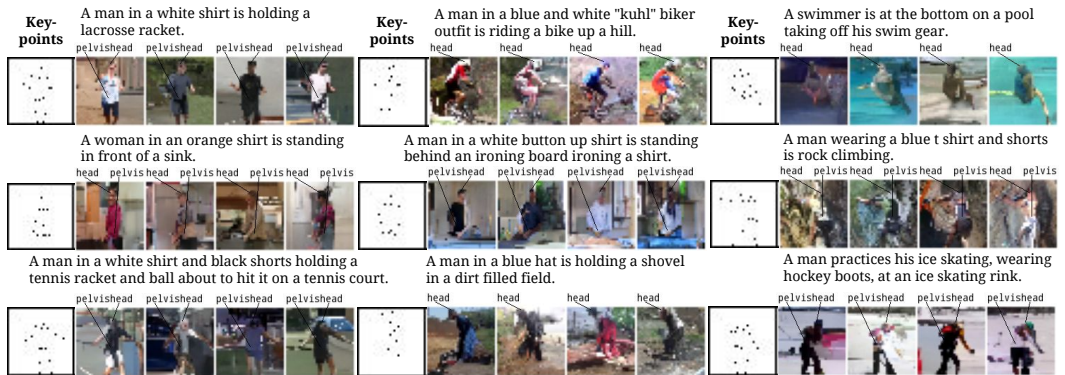 Key-
points
A man in a white shirt is holding a
lacrosse racket.
pelvishead pelvishead pelvishead pelvishead
Key-
points
A man in a blue and white "kuhl" biker
outfit is riding a bike up a hill.
head head head head
Key-
points
A swimmer is at the bottom on a pool
taking off his swim gear.
head head head head
A woman in an orange shirt is standing
in front of a sink.
head pelvis head pelvis head pelvis head pelvis
A man in a white button up shirt is standing
behind an ironing board ironing a shirt.
pelvishead pelvishead pelvishead pelvishead
A man wearing a blue t shirt and shorts
is rock climbing.
head pelvis head pelvis head pelvis head pelvis
A man in a white shirt and black shorts holding a
tennis racket and ball about to hit it on a tennis court.
pelvishead pelvishead pelvishead pelvishead
A man in a blue hat is holding a shovel
in a dirt filled field.
head head head head
A man practices his ice skating, wearing
hockey boots, at an ice skating rink.
pelvishead pelvishead pelvishead pelvishead